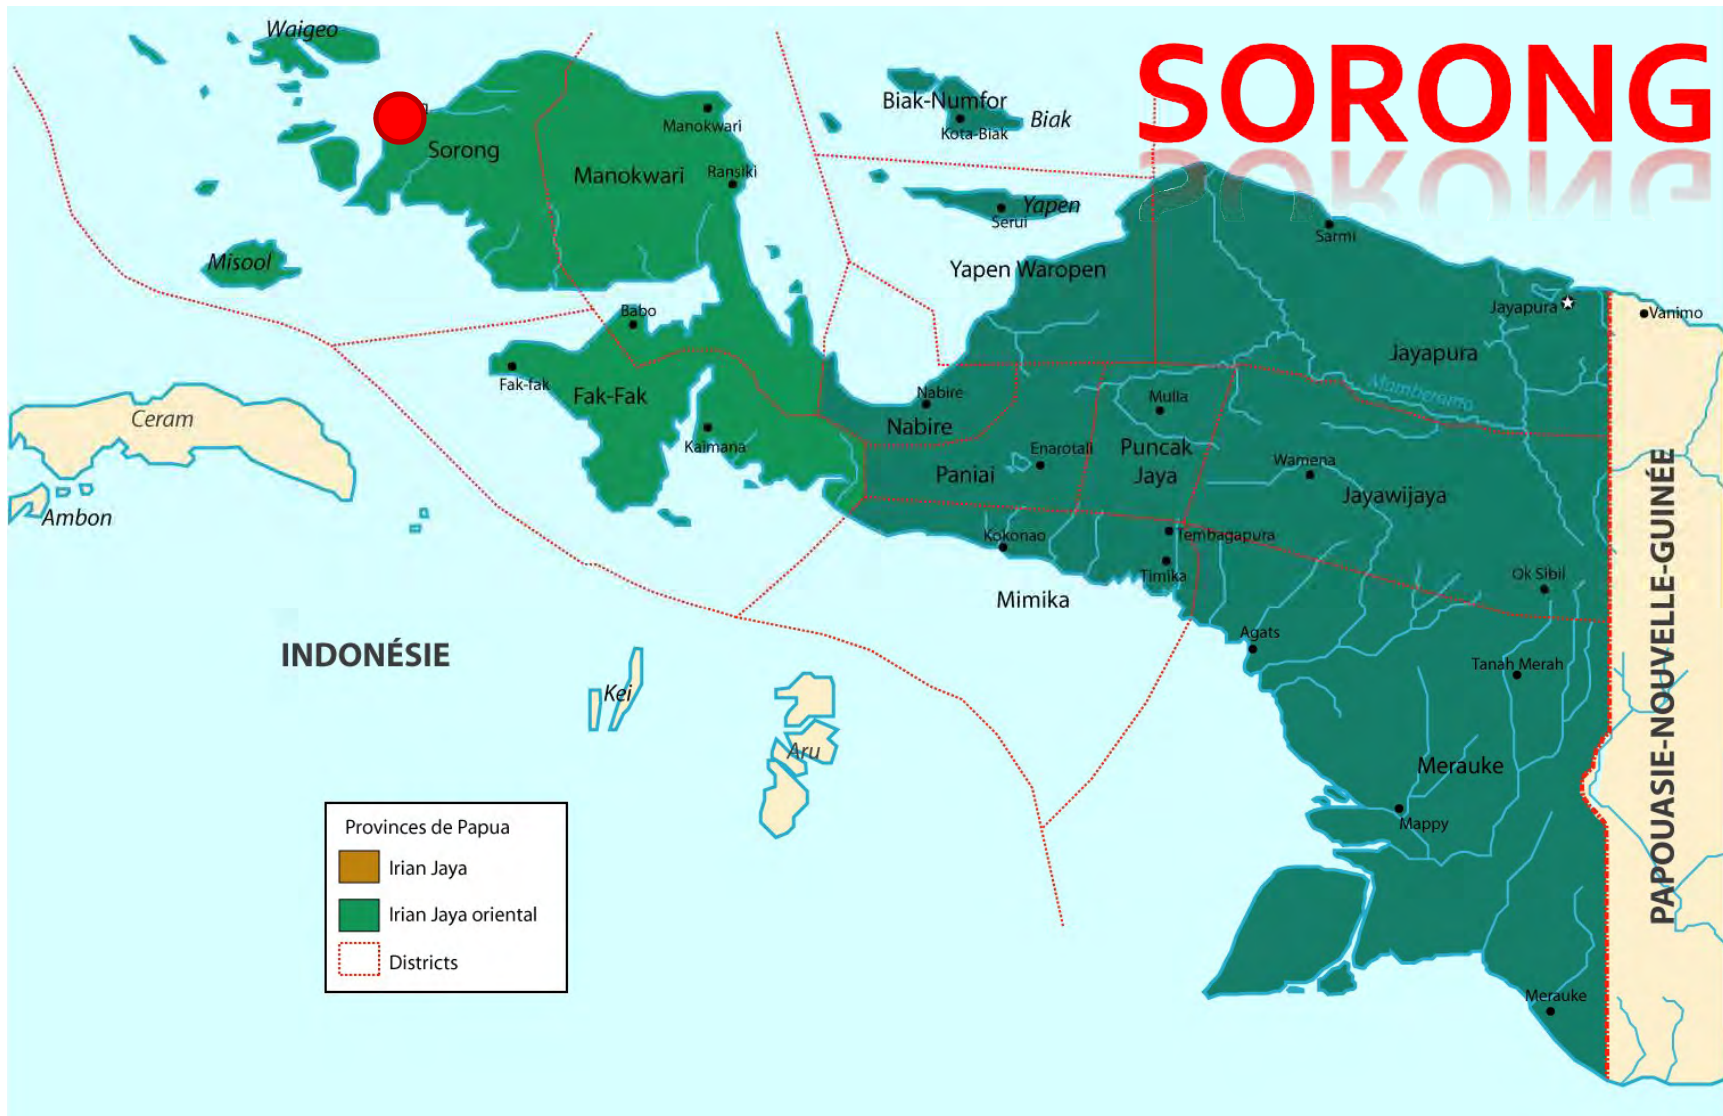 Waigeo
SORONG
Biak-Numfor
Biak
Kota-Biak
Manokwari
Sorong
Manokwari
Ransiki
Yapen
Serui
Sarmi
Misool
Yapen Waropen
Jayapura
Vanimo
Babo
Jayapura
Fak-fak
Fak-Fak
Mamberamo
Nabire
Mulla
Nabire
Ceram
Kaimana
Enarotali
Puncak
Jaya
Paniai
Wamena
Jayawijaya
Ambon
Kokonao
Tembagapura
Timika
Ok Sibil
Mimika
PAPOUASIE-NOUVELLE-GUINÉE
Agats
INDONÉSIE
Tanah Merah
Kei
Aru
Merauke
Mappy
Provinces de Papua
Irian Jaya
Irian Jaya oriental
Districts
Merauke